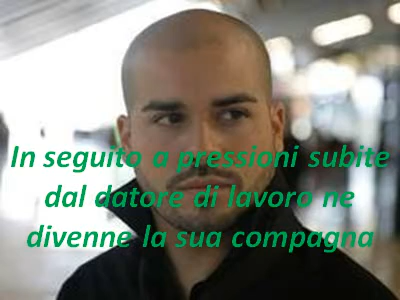 In seguito a pressioni subite
dal datore di lavoro ne
divenne la sua compagna